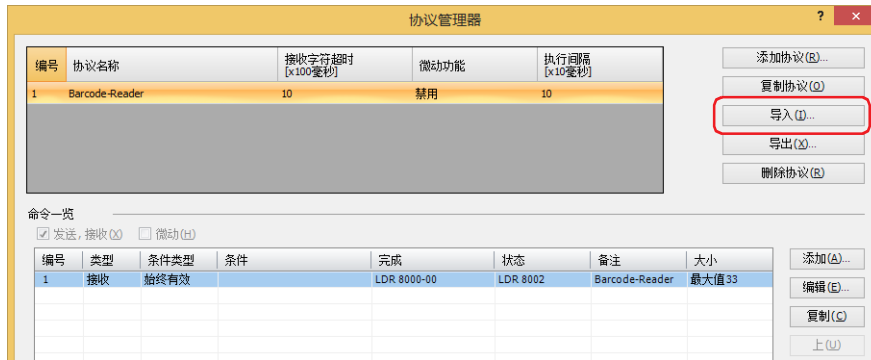 协议管理器
? ×
编号 协议名称 接收字符超时 [x100毫秒] 微动功能 执行间隔 [x10毫秒]
1 Barcode-Reader 10 禁用 10
添加协议(R)...
复制协议(O)
导入(I)...
导出(X)...
删除协议(R)
命令一览
发送,接收(X) 微动(H)
编号 类型 条件类型 条件 完成 状态 备注 大小
1 接收 始终有效 LDR 8000-00 LDR 8002 Barcode-Reader 最大值33
添加(A)...
编辑(E)...
复制(C)
上(U)